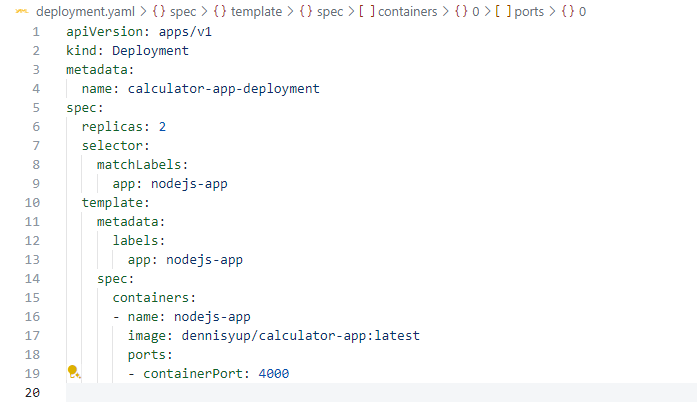 deployment.yaml > {} spec > {} template > {} spec > [ ] containers > {} 0 > [ ] ports > {} 0
1 apiVersion: apps/v1
2 kind: Deployment
3 metadata:
4   name: calculator-app-deployment
5 spec:
6   replicas: 2
7   selector:
8     matchLabels:
9       app: nodejs-app
10   template:
11     metadata:
12       labels:
13         app: nodejs-app
14     spec:
15       containers:
16       - name: nodejs-app
17         image: dennisyup/calculator-app:latest
18         ports:
19         - containerPort: 4000
20